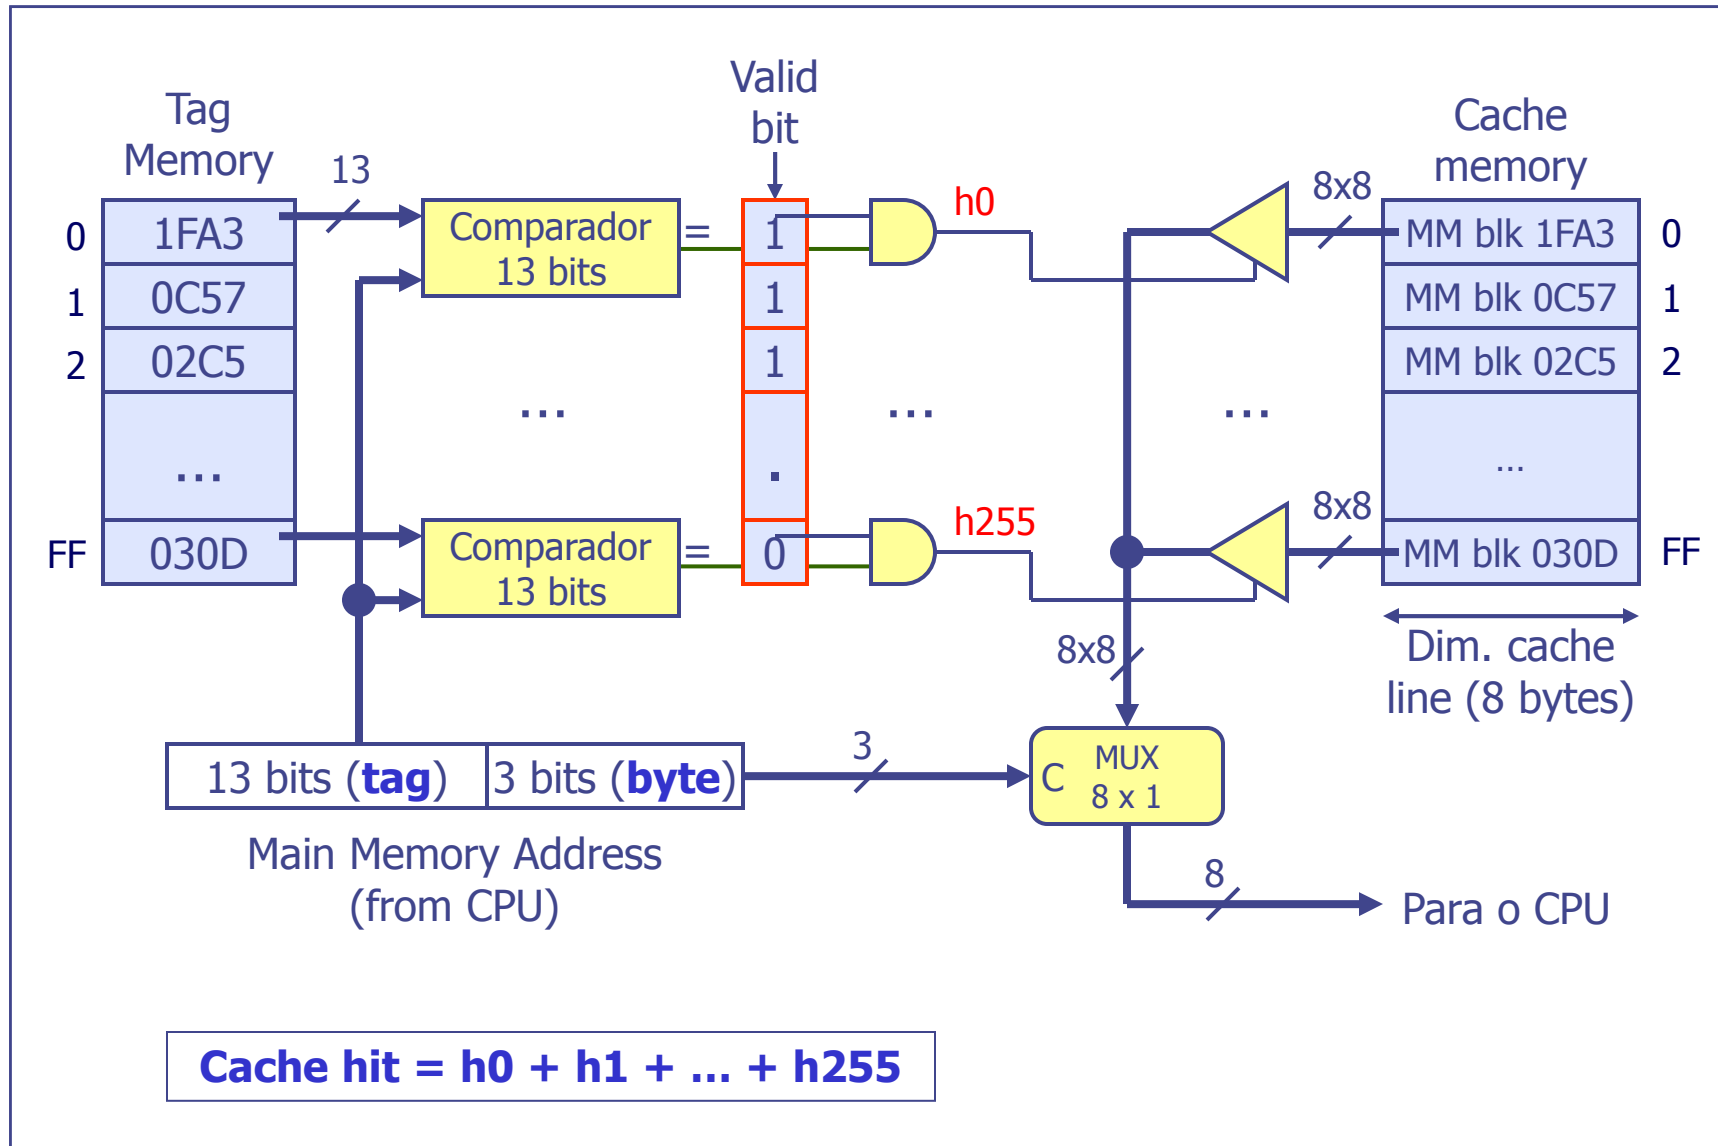 Valid
bit
Tag
Memory
Cache
memory
13
h0
8x8
0
1FA3
Comparador
13 bits
=
1
MM blk 1FA3
0
1
0C57
1
MM blk 0C57
1
2
02C5
1
MM blk 02C5
2
...
...
...
...
.
...
h255
8x8
FF
030D
Comparador
13 bits
=
0
MM blk 030D
FF
8x8
Dim. cache
line (8 bytes)
13 bits (tag)
3 bits (byte)
3
C
MUX
8 x 1
Main Memory Address
(from CPU)
8
Para o CPU
Cache hit = h0 + h1 + ... + h255